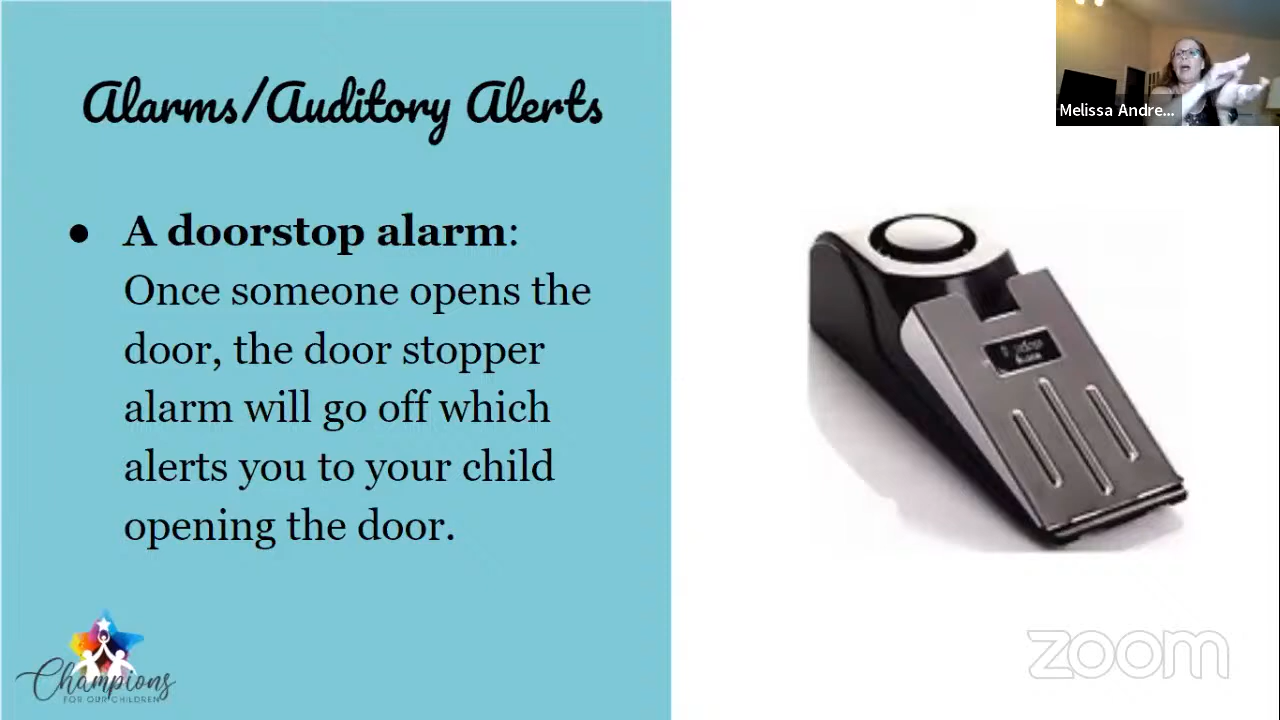 Alarms/Auditory Alerts
Melissa Andre...
● A doorstop alarm:
Once someone opens the
door, the door stopper
alarm will go off which
alerts you to your child
opening the door.
Champions
FOR OUR CHILDREN
zoom